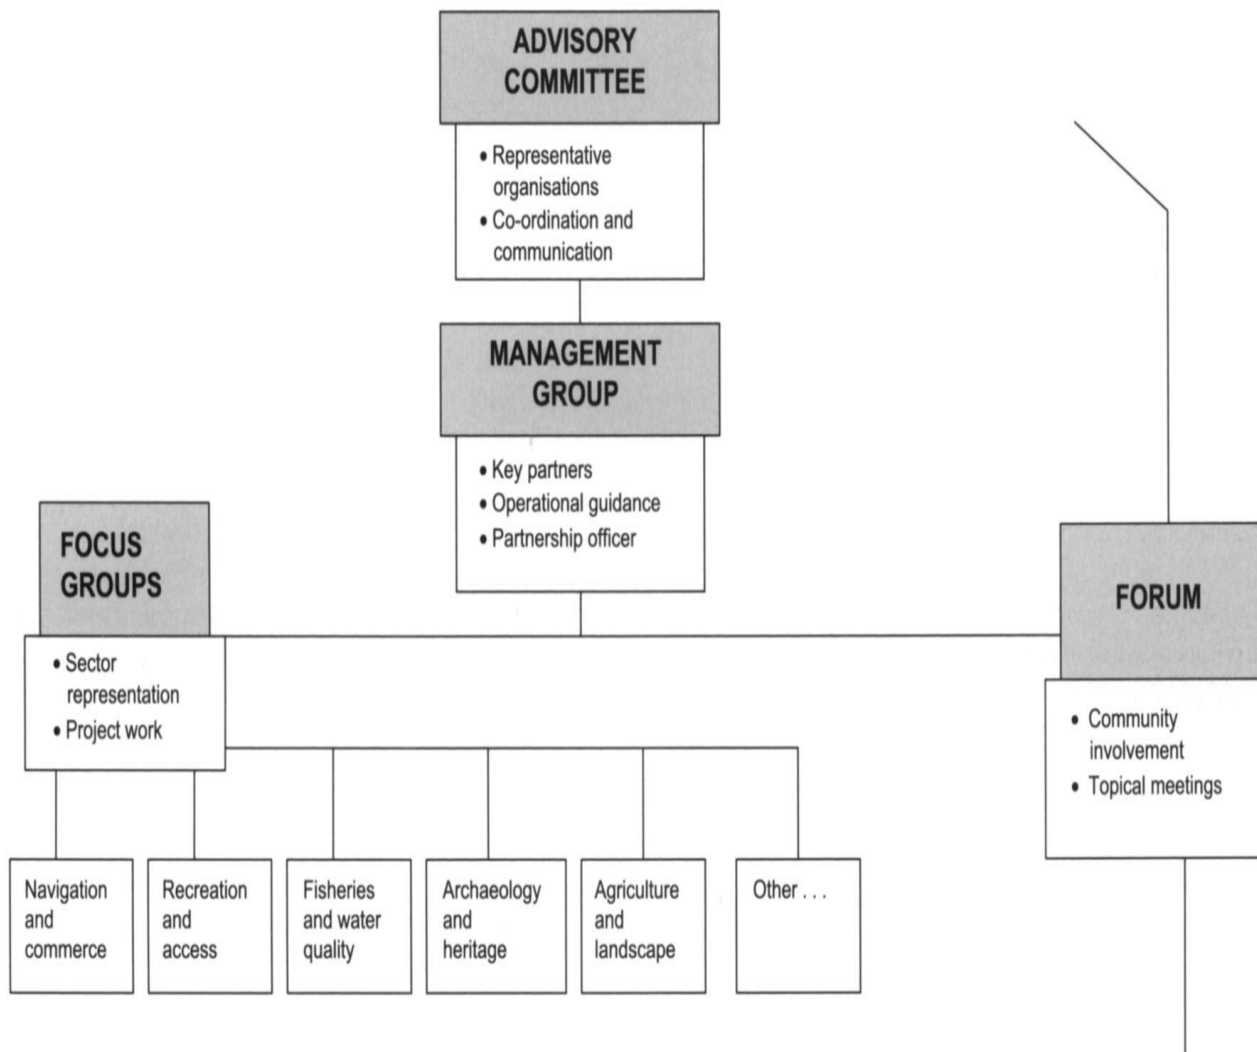 ADVISORY
COMMITTEE
• Representative
organisations
• Co-ordination and
communication
MANAGEMENT
GROUP
• Key partners
• Operational guidance
• Partnership officer
FOCUS
GROUPS
• Sector
representation
• Project work
FORUM
• Community
involvement
• Topical meetings
Navigation
and
commerce
Recreation
and
access
Fisheries
and water
quality
Archaeology
and
heritage
Agriculture
and
landscape
Other . . .